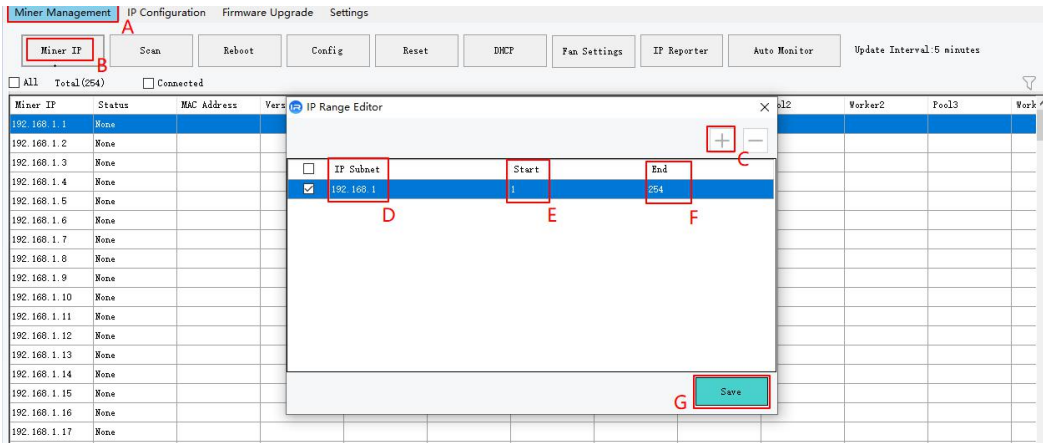 Miner Management IP Configuration Firmware Upgrade Settings
A
Miner IP Scan Reboot Config Reset DHCP Fan Settings IP Reporter Auto Monitor Update Interval:5 minutes
B
All Total(254) Connected
Miner IP Status MAC Address Vers ol2 Worker2 Pool3 Work
IP Range Editor
+ −
C
IP Subnet Start End
192.168.1 1 254
D E F
Save
G
192.168.1.1 None
192.168.1.2 None
192.168.1.3 None
192.168.1.4 None
192.168.1.5 None
192.168.1.6 None
192.168.1.7 None
192.168.1.8 None
192.168.1.9 None
192.168.1.10 None
192.168.1.11 None
192.168.1.12 None
192.168.1.13 None
192.168.1.14 None
192.168.1.15 None
192.168.1.16 None
192.168.1.17 None